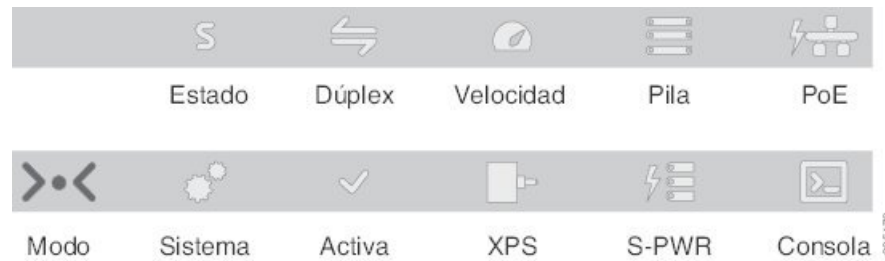 S
Estado Dúplex Velocidad Pila PoE
Modo Sistema Activa XPS S-PWR Consola